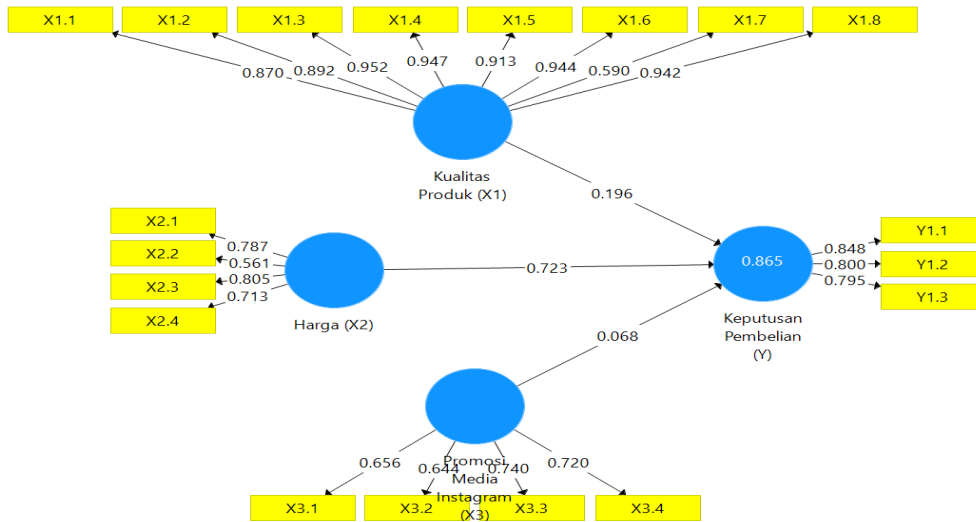 X1.1 X1.2 X1.3 X1.4 X1.5 X1.6 X1.7 X1.8
0.870 0.892 0.952 0.947 0.913 0.944 0.590 0.942
Kualitas
Produk (X1)
0.196
X2.1
X2.2
X2.3
X2.4
0.787
0.561
0.805
0.713
Harga (X2)
0.723
0.865
Keputusan
Pembelian
(Y)
0.848
0.800
0.795
Y1.1
Y1.2
Y1.3
0.068
0.656 0.644 0.740 0.720
Promosi
Media
Instagram
(X3)
X3.1 X3.2 X3.3 X3.4